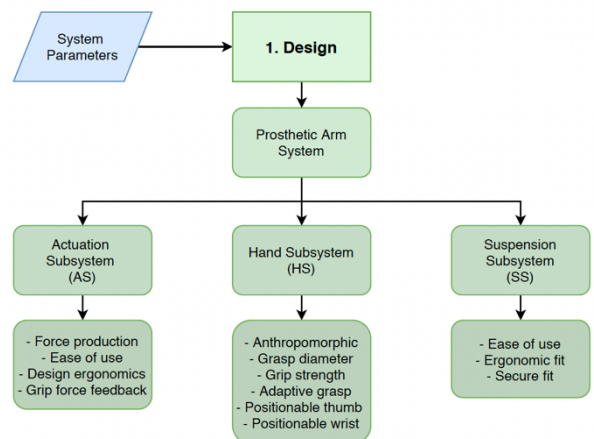 System
Parameters
1. Design
Prosthetic Arm
System
Actuation
Subsystem
(AS)
Hand Subsystem
(HS)
Suspension
Subsystem
(SS)
- Force production
- Ease of use
- Design ergonomics
- Grip force feedback
- Anthropomorphic
- Grasp diameter
- Grip strength
- Adaptive grasp
- Positionable thumb
- Positionable wrist
- Ease of use
- Ergonomic fit
- Secure fit